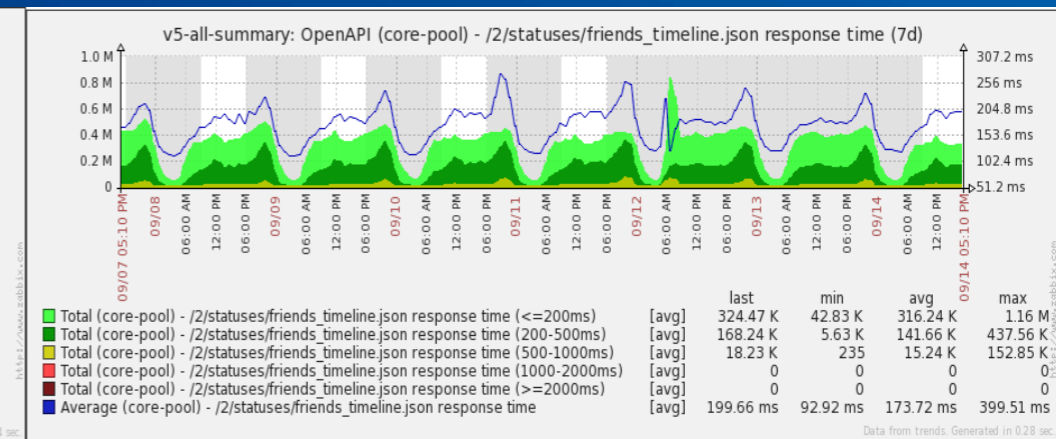 v5-all-summary: OpenAPI (core-pool) - /2/statuses/friends_timeline.json response time (7d)
1.0 M 307.2 ms
0.8 M 256 ms
0.6 M 204.8 ms
0.4 M 153.6 ms
0.2 M 102.4 ms
0 51.2 ms
09/07 05:10 PM 09/08 06:00 AM 12:00 PM 06:00 PM 09/09 06:00 AM 12:00 PM 06:00 PM 09/10 06:00 AM 12:00 PM 06:00 PM 09/11 06:00 AM 12:00 PM 06:00 PM 09/12 06:00 AM 12:00 PM 06:00 PM 09/13 06:00 AM 12:00 PM 06:00 PM 09/14 06:00 AM 12:00 PM 09/14 05:10 PM
last min avg max
Total (core-pool) - /2/statuses/friends_timeline.json response time (<=200ms) [avg] 324.47 K 42.83 K 316.24 K 1.16 M
Total (core-pool) - /2/statuses/friends_timeline.json response time (200-500ms) [avg] 168.24 K 5.63 K 141.66 K 437.56 K
Total (core-pool) - /2/statuses/friends_timeline.json response time (500-1000ms) [avg] 18.23 K 235 15.24 K 152.85 K
Total (core-pool) - /2/statuses/friends_timeline.json response time (1000-2000ms) [avg] 0 0 0 0
Total (core-pool) - /2/statuses/friends_timeline.json response time (>=2000ms) [avg] 0 0 0 0
Average (core-pool) - /2/statuses/friends_timeline.json response time [avg] 199.66 ms 92.92 ms 173.72 ms 399.51 ms
Data from trends. Generated in 0.28 sec.
http://www.zabbix.com